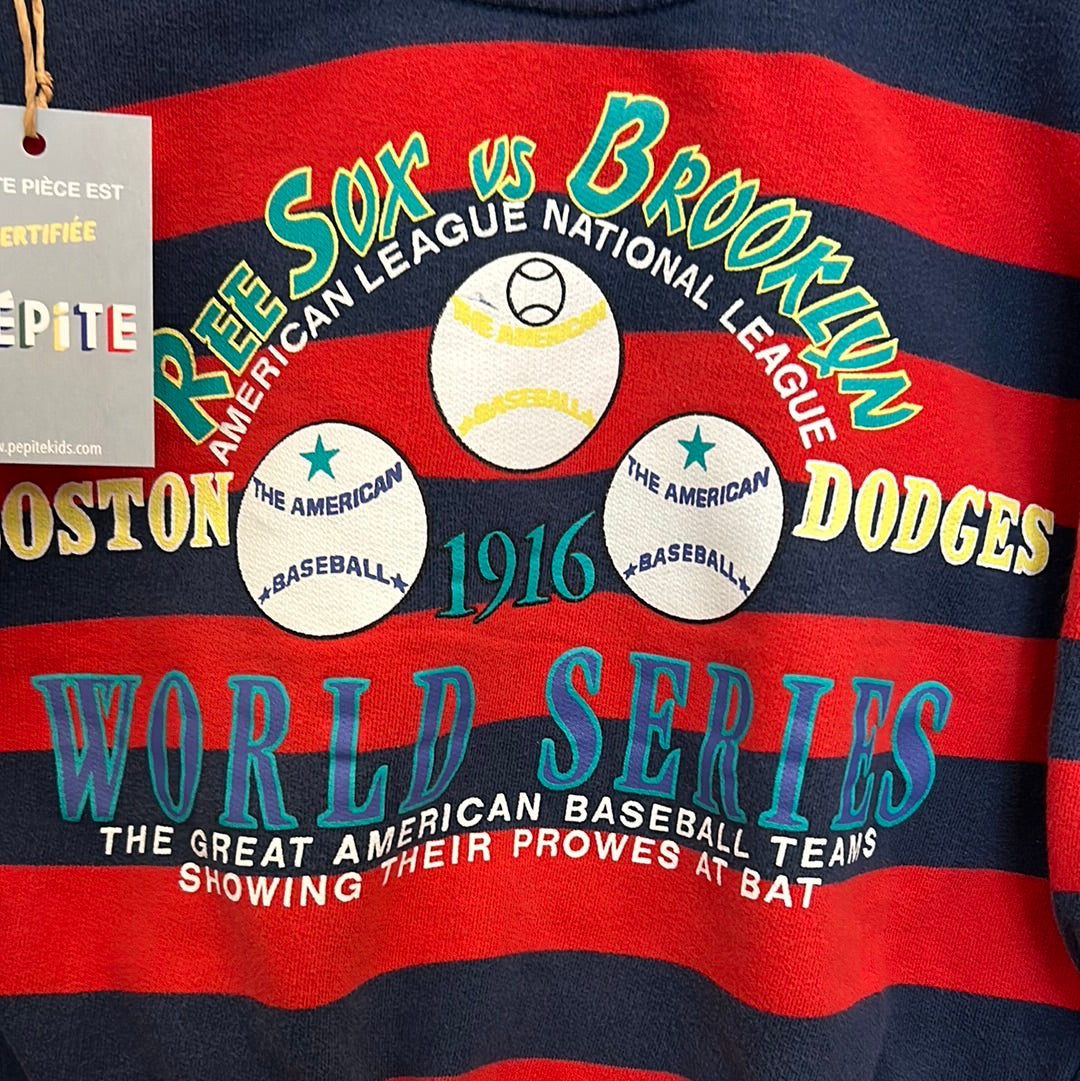 TE PIÈCE EST
ERTIFIÉE
ÉPiTE
w.pepitekids.com
REE SOX VS BROOKLYN
AMERICAN LEAGUE NATIONAL LEAGUE
THE AMERICAN
BASEBALL
OSTON
DODGES
THE AMERICAN
BASEBALL
1916
THE AMERICAN
BASEBALL
WORLD SERIES
THE GREAT AMERICAN BASEBALL TEAMS
SHOWING THEIR PROWES AT BAT